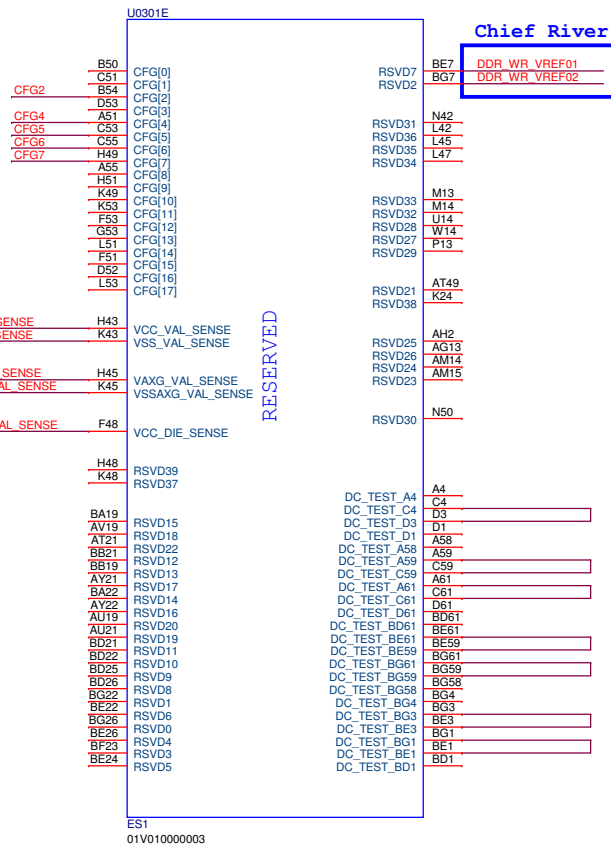 U0301E
Chief River
B50 CFG[0] RSVD7 BE7 DDR_WR_VREF01
C51 CFG[1] RSVD2 BG7 DDR_WR_VREF02
CFG2 B54 CFG[2]
D53 CFG[3]
CFG4 A51 CFG[4] RSVD31 N42
CFG5 C53 CFG[5] RSVD36 L42
CFG6 C55 CFG[6] RSVD35 L45
CFG7 H49 CFG[7] RSVD34 L47
A55 CFG[8]
H51 CFG[9]
K49 CFG[10] RSVD33 M13
K53 CFG[11] RSVD32 M14
F53 CFG[12] RSVD28 U14
G53 CFG[13] RSVD27 W14
L51 CFG[14] RSVD29 P13
F51 CFG[15]
D52 CFG[16]
L53 CFG[17] RSVD21 AT49
RSVD38 K24
SENSE H43 VCC_VAL_SENSE
SENSE K43 VSS_VAL_SENSE RSVD25 AH2
RSVD26 AG13
RSVD24 AM14
_SENSE H45 VAXG_VAL_SENSE RSVD23 AM15
AL_SENSE K45 VSSAXG_VAL_SENSE
RESERVED
RSVD30 N50
AL_SENSE F48 VCC_DIE_SENSE
H48 RSVD39
K48 RSVD37
DC_TEST_A4 A4
DC_TEST_C4 C4
BA19 RSVD15 DC_TEST_D3 D3
AV19 RSVD18 DC_TEST_D1 D1
AT21 RSVD22 DC_TEST_A58 A58
BB21 RSVD12 DC_TEST_A59 A59
BB19 RSVD13 DC_TEST_C59 C59
AY21 RSVD17 DC_TEST_A61 A61
BA22 RSVD14 DC_TEST_C61 C61
AY22 RSVD16 DC_TEST_D61 D61
AU19 RSVD20 DC_TEST_BD61 BD61
AU21 RSVD19 DC_TEST_BE61 BE61
BD21 RSVD11 DC_TEST_BE59 BE59
BD22 RSVD10 DC_TEST_BG61 BG61
BD25 RSVD9 DC_TEST_BG59 BG59
BD26 RSVD8 DC_TEST_BG58 BG58
BG22 RSVD1 DC_TEST_BG4 BG4
BE22 RSVD6 DC_TEST_BG3 BG3
BG26 RSVD0 DC_TEST_BE3 BE3
BE26 RSVD4 DC_TEST_BG1 BG1
BF23 RSVD3 DC_TEST_BE1 BE1
BE24 RSVD5 DC_TEST_BD1 BD1
ES1
01V010000003